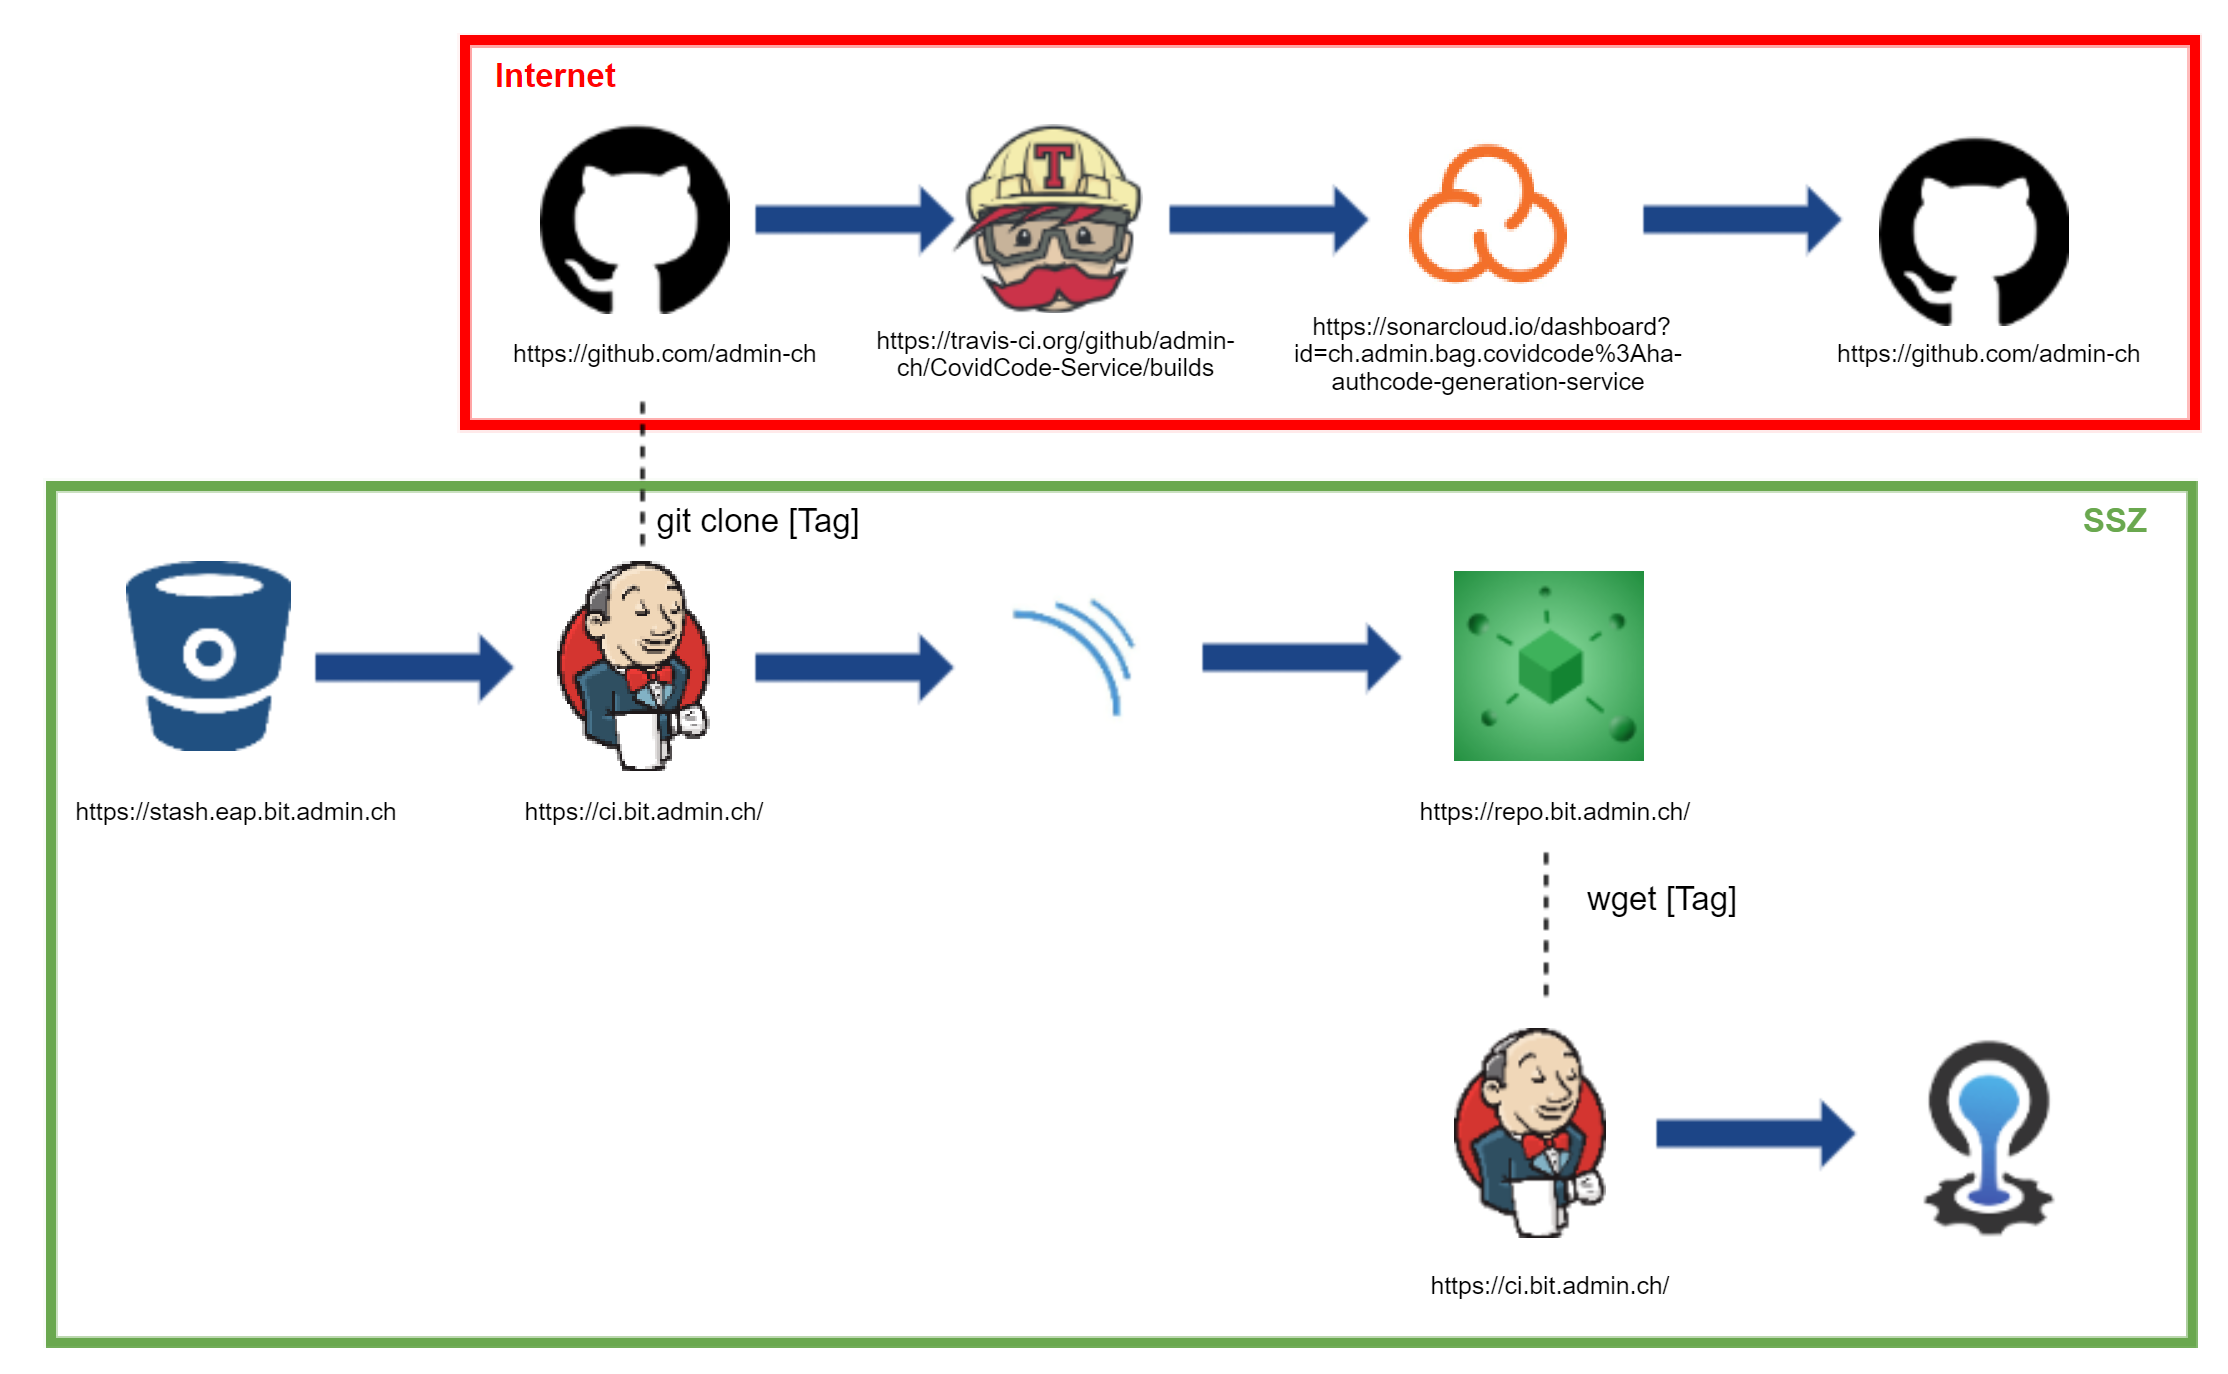 Internet
T
https://github.com/admin-ch
https://travis-ci.org/github/admin-
ch/CovidCode-Service/builds
https://sonarcloud.io/dashboard?
id=ch.admin.bag.covidcode%3Aha-
authcode-generation-service
https://github.com/admin-ch
SSZ
git clone [Tag]
https://stash.eap.bit.admin.ch
https://ci.bit.admin.ch/
https://repo.bit.admin.ch/
wget [Tag]
https://ci.bit.admin.ch/